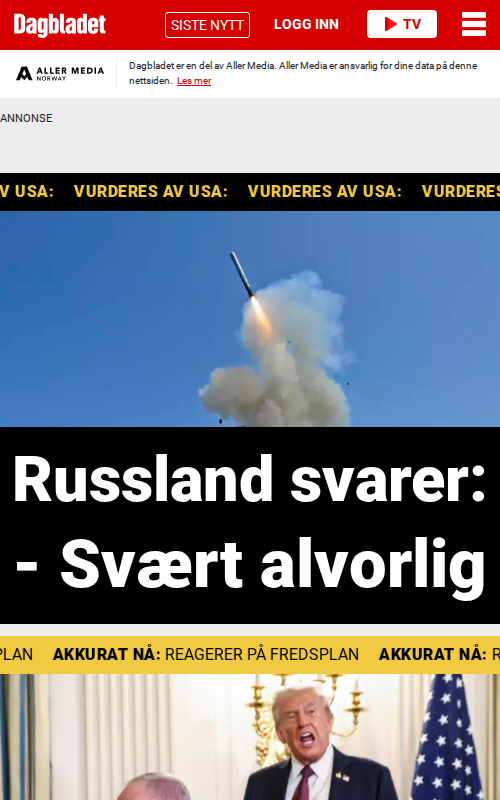 Dagbladet
SISTE NYTT
LOGG INN
TV
ALLER MEDIA
NORWAY
Dagbladet er en del av Aller Media. Aller Media er ansvarlig for dine data på denne
nettsiden. Les mer
ANNONSE
V USA: VURDERES AV USA: VURDERES AV USA: VURDERES
Russland svarer:
- Svært alvorlig
PLAN AKKURAT NÅ: REAGERER PÅ FREDSPLAN AKKURAT NÅ: R